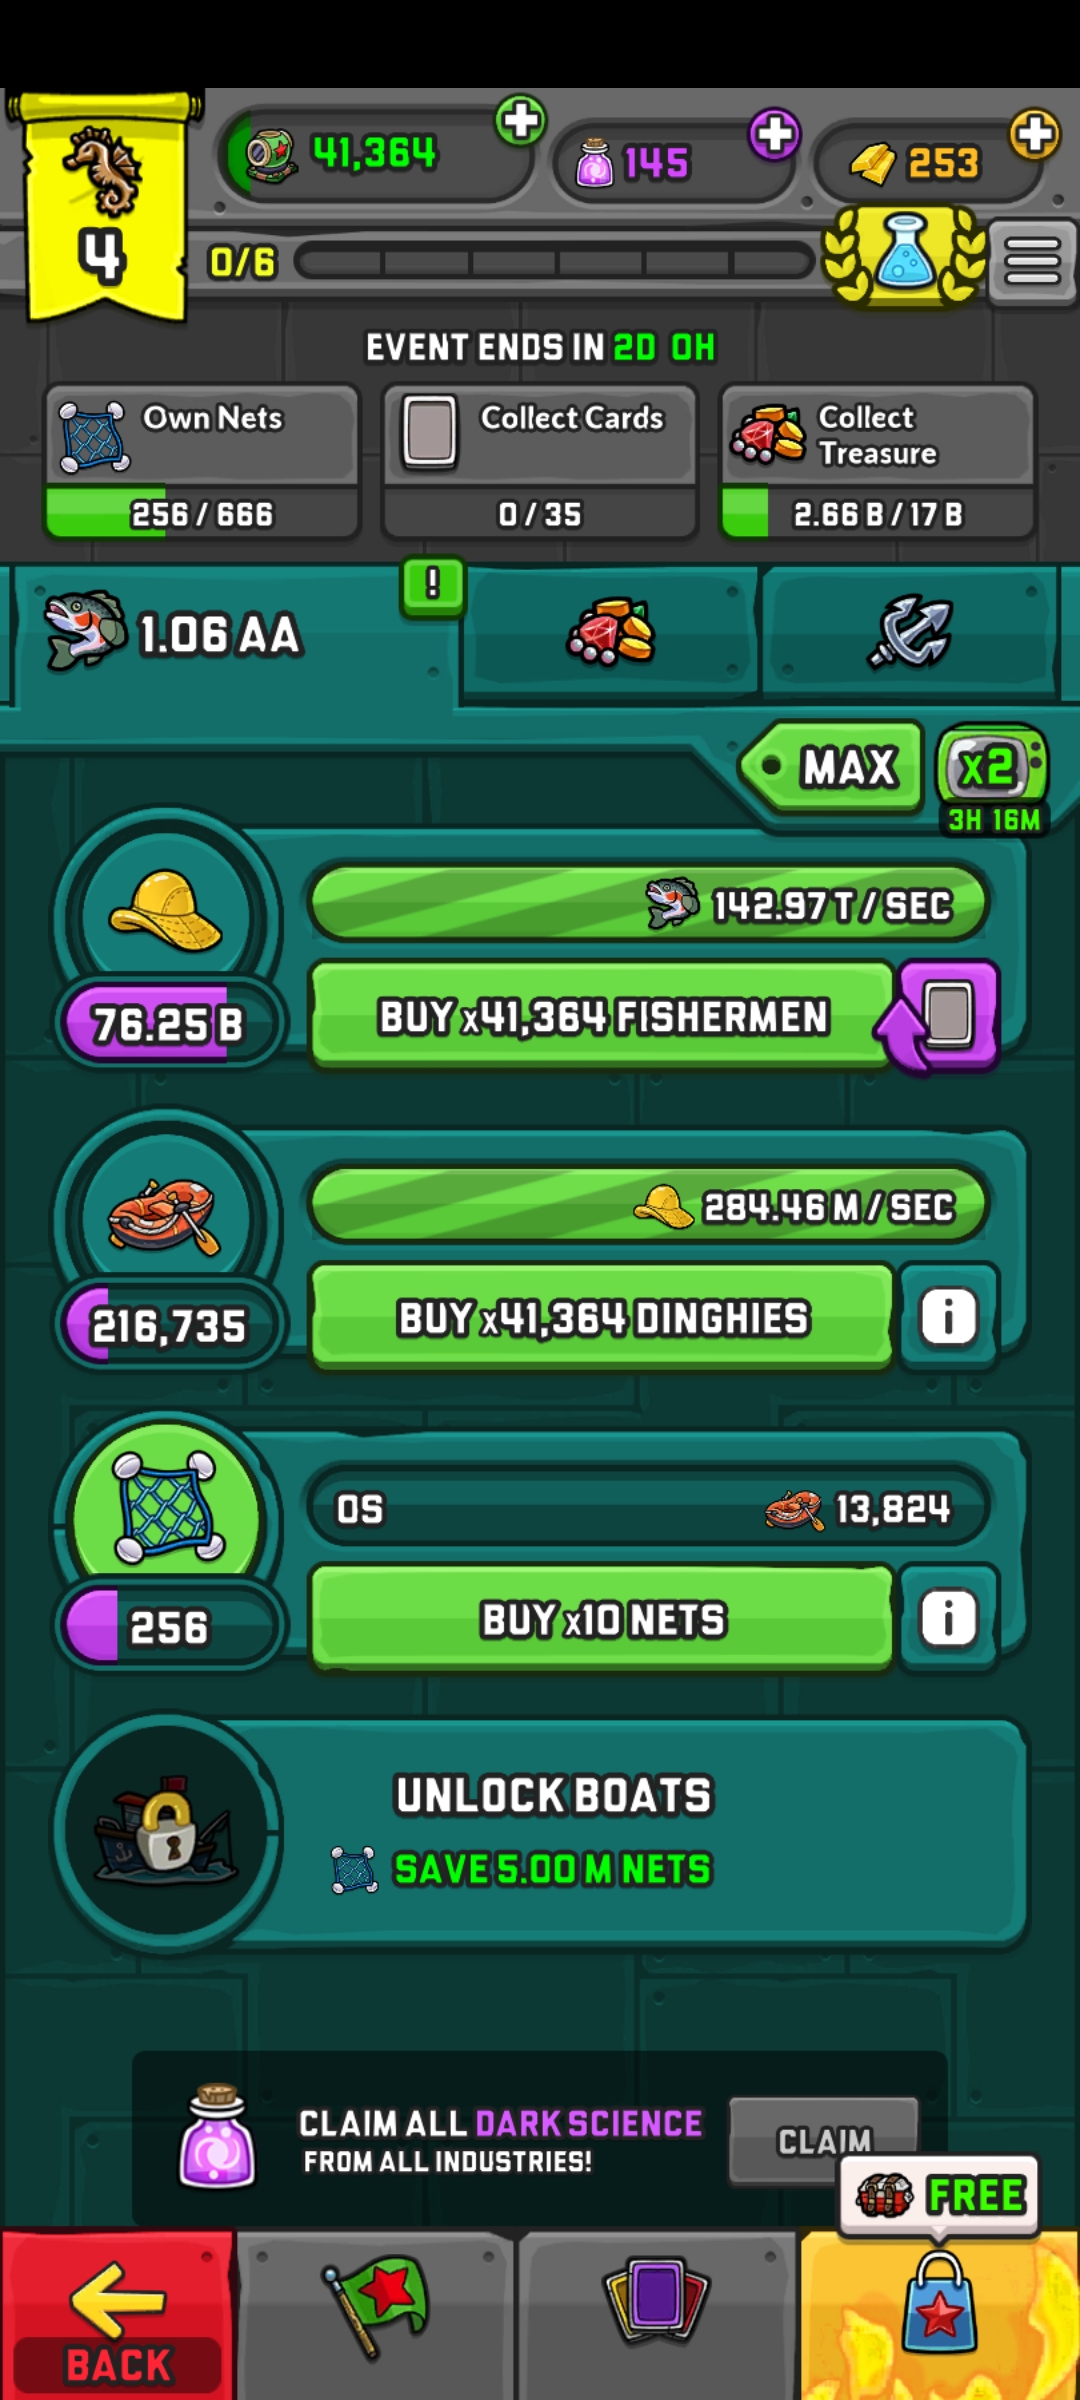 41,364
145
253
4
0/6
EVENT ENDS IN 2D 0H
Own Nets
256 / 666
Collect Cards
0 / 35
Collect
Treasure
2.66 B / 17 B
!
1.06 AA
MAX
x2
3H 16M
142.97 T / SEC
76.25 B
BUY x41,364 FISHERMEN
284.46 M / SEC
216,735
BUY x41,364 DINGHIES
i
0S
13,824
256
BUY x10 NETS
i
UNLOCK BOATS
SAVE 5.00 M NETS
CLAIM ALL DARK SCIENCE
FROM ALL INDUSTRIES!
CLAIM
FREE
BACK